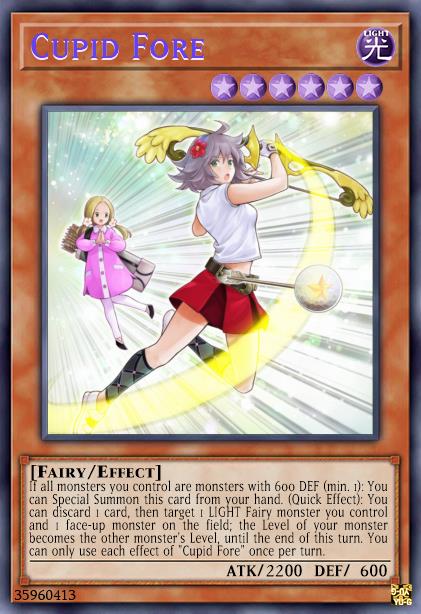 Cupid Fore
LIGHT
光
[Fairy/Effect]
If all monsters you control are monsters with 600 DEF (min. 1): You
can Special Summon this card from your hand. (Quick Effect): You
can discard 1 card, then target 1 LIGHT Fairy monster you control
and 1 face-up monster on the field; the Level of your monster
becomes the other monster's Level, until the end of this turn. You
can only use each effect of "Cupid Fore" once per turn.
ATK/2200 DEF/ 600
35960413